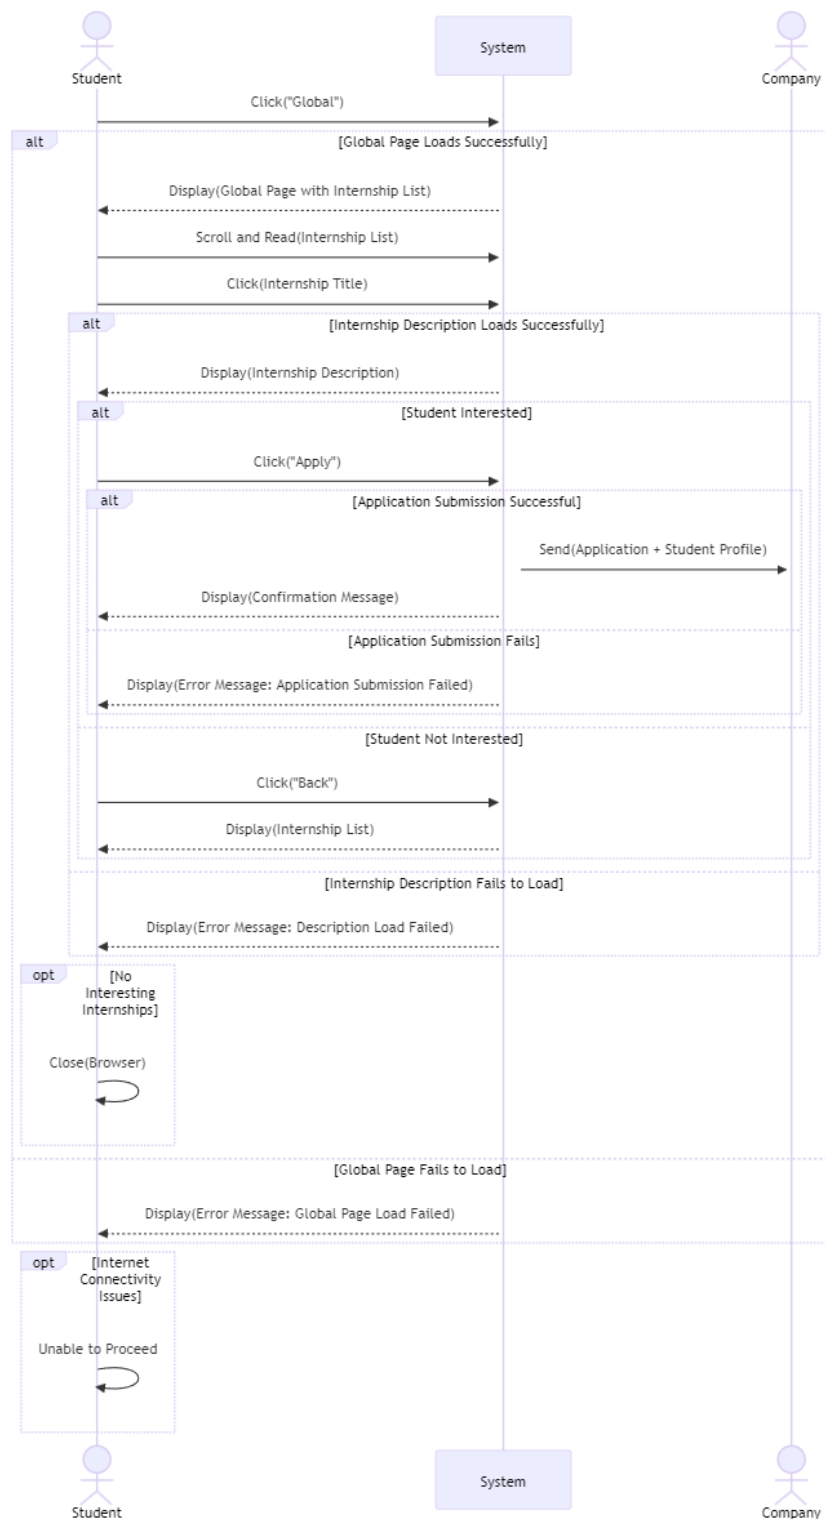 Student
System
Company
Click("Global")
alt
[Global Page Loads Successfully]
Display(Global Page with Internship List)
Scroll and Read(Internship List)
Click(Internship Title)
alt
[Internship Description Loads Successfully]
Display(Internship Description)
alt
[Student Interested]
Click("Apply")
alt
[Application Submission Successful]
Send(Application + Student Profile)
Display(Confirmation Message)
[Application Submission Fails]
Display(Error Message: Application Submission Failed)
[Student Not Interested]
Click("Back")
Display(Internship List)
[Internship Description Fails to Load]
Display(Error Message: Description Load Failed)
opt
[No
Interesting
Internships]
Close(Browser)
[Global Page Fails to Load]
Display(Error Message: Global Page Load Failed)
opt
[Internet
Connectivity
Issues]
Unable to Proceed
Student
System
Company